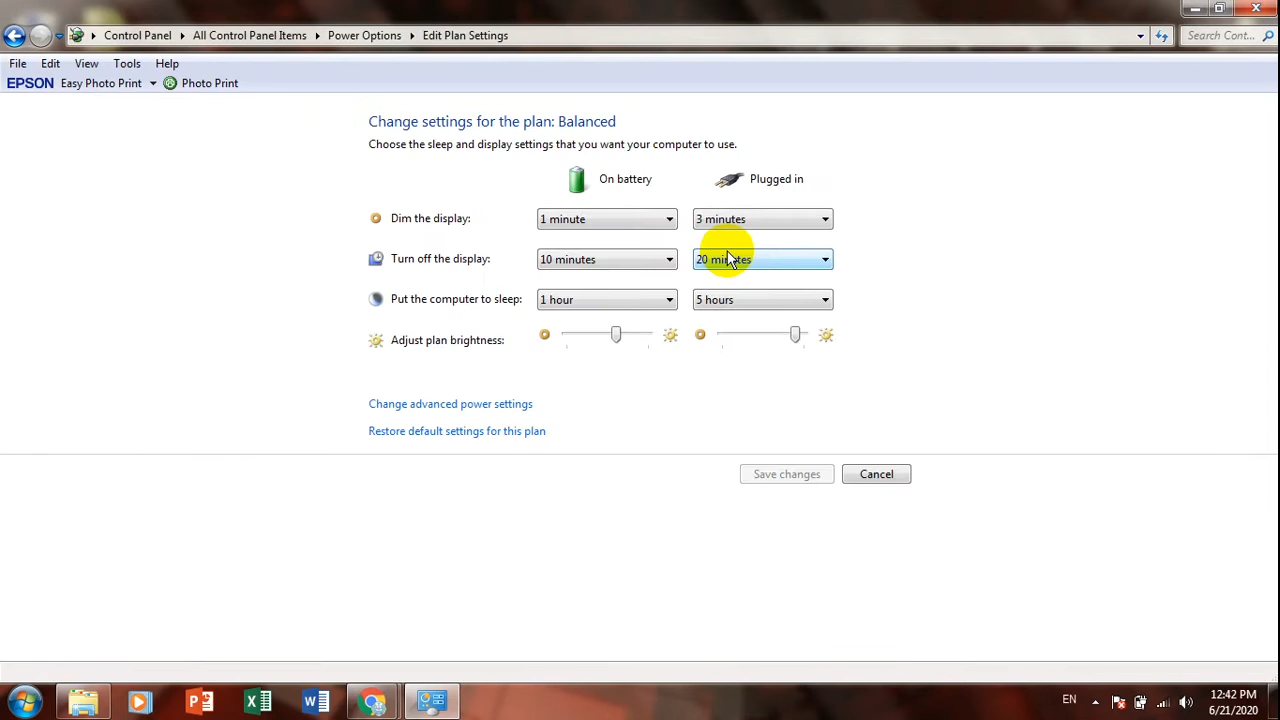 Control Panel All Control Panel Items Power Options Edit Plan Settings Search Cont...
File Edit View Tools Help
EPSON Easy Photo Print Photo Print
Change settings for the plan: Balanced
Choose the sleep and display settings that you want your computer to use.
On battery Plugged in
Dim the display: 1 minute 3 minutes
Turn off the display: 10 minutes 20 minutes
Put the computer to sleep: 1 hour 5 hours
Adjust plan brightness:
Change advanced power settings
Restore default settings for this plan
Save changes Cancel
EN 12:42 PM
6/21/2020